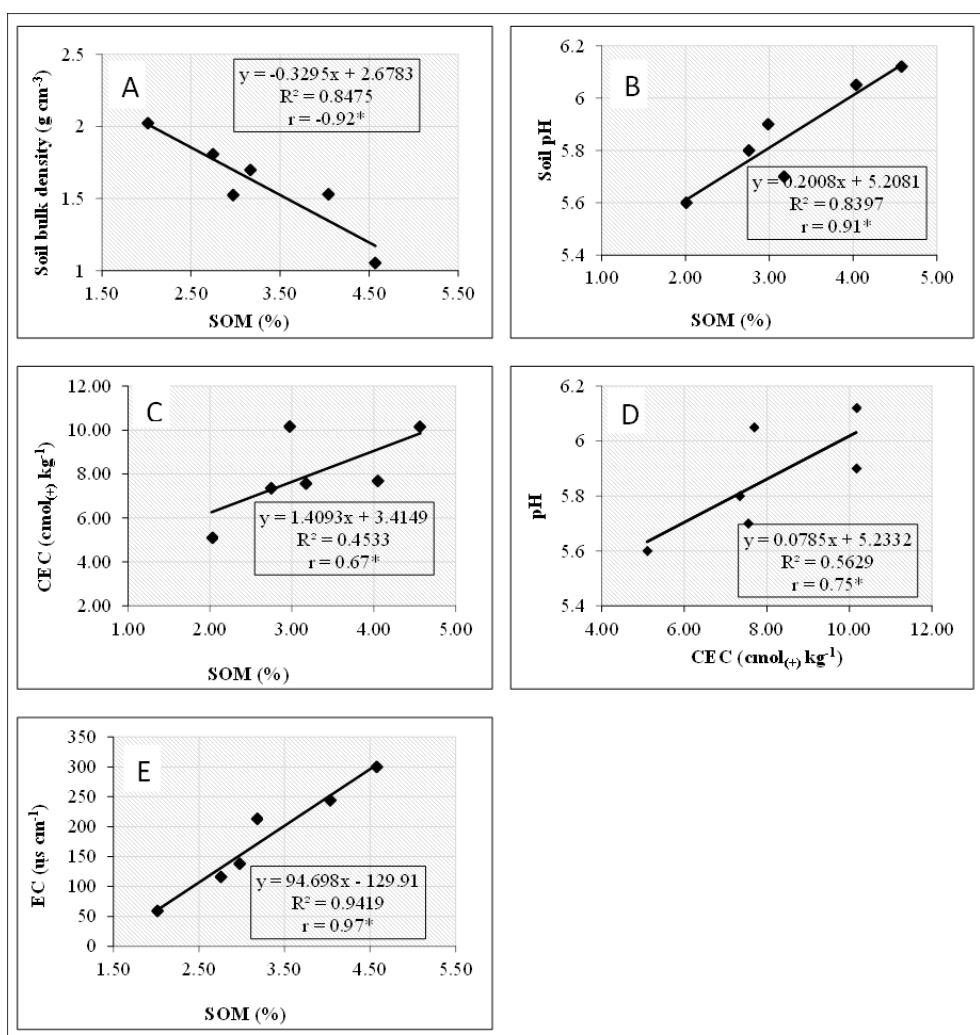 A
y = -0.3295x + 2.6783
R² = 0.8475
r = -0.92*
Soil bulk density (g cm⁻³)
2.5
2
1.5
1
1.50 2.50 3.50 4.50 5.50
SOM (%)
B
y = 0.2008x + 5.2081
R² = 0.8397
r = 0.91*
Soil pH
6.2
6
5.8
5.6
5.4
1.00 2.00 3.00 4.00 5.00
SOM (%)
C
y = 1.4093x + 3.4149
R² = 0.4533
r = 0.67*
CEC (cmol₍₊₎ kg⁻¹)
12.00
10.00
8.00
6.00
4.00
2.00
1.00 2.00 3.00 4.00 5.00
SOM (%)
D
y = 0.0785x + 5.2332
R² = 0.5629
r = 0.75*
pH
6.2
6
5.8
5.6
5.4
4.00 6.00 8.00 10.00 12.00
CEC (cmol₍₊₎ kg⁻¹)
E
y = 94.698x - 129.91
R² = 0.9419
r = 0.97*
EC (ųs cm⁻¹)
350
300
250
200
150
100
50
0
1.50 2.50 3.50 4.50 5.50
SOM (%)